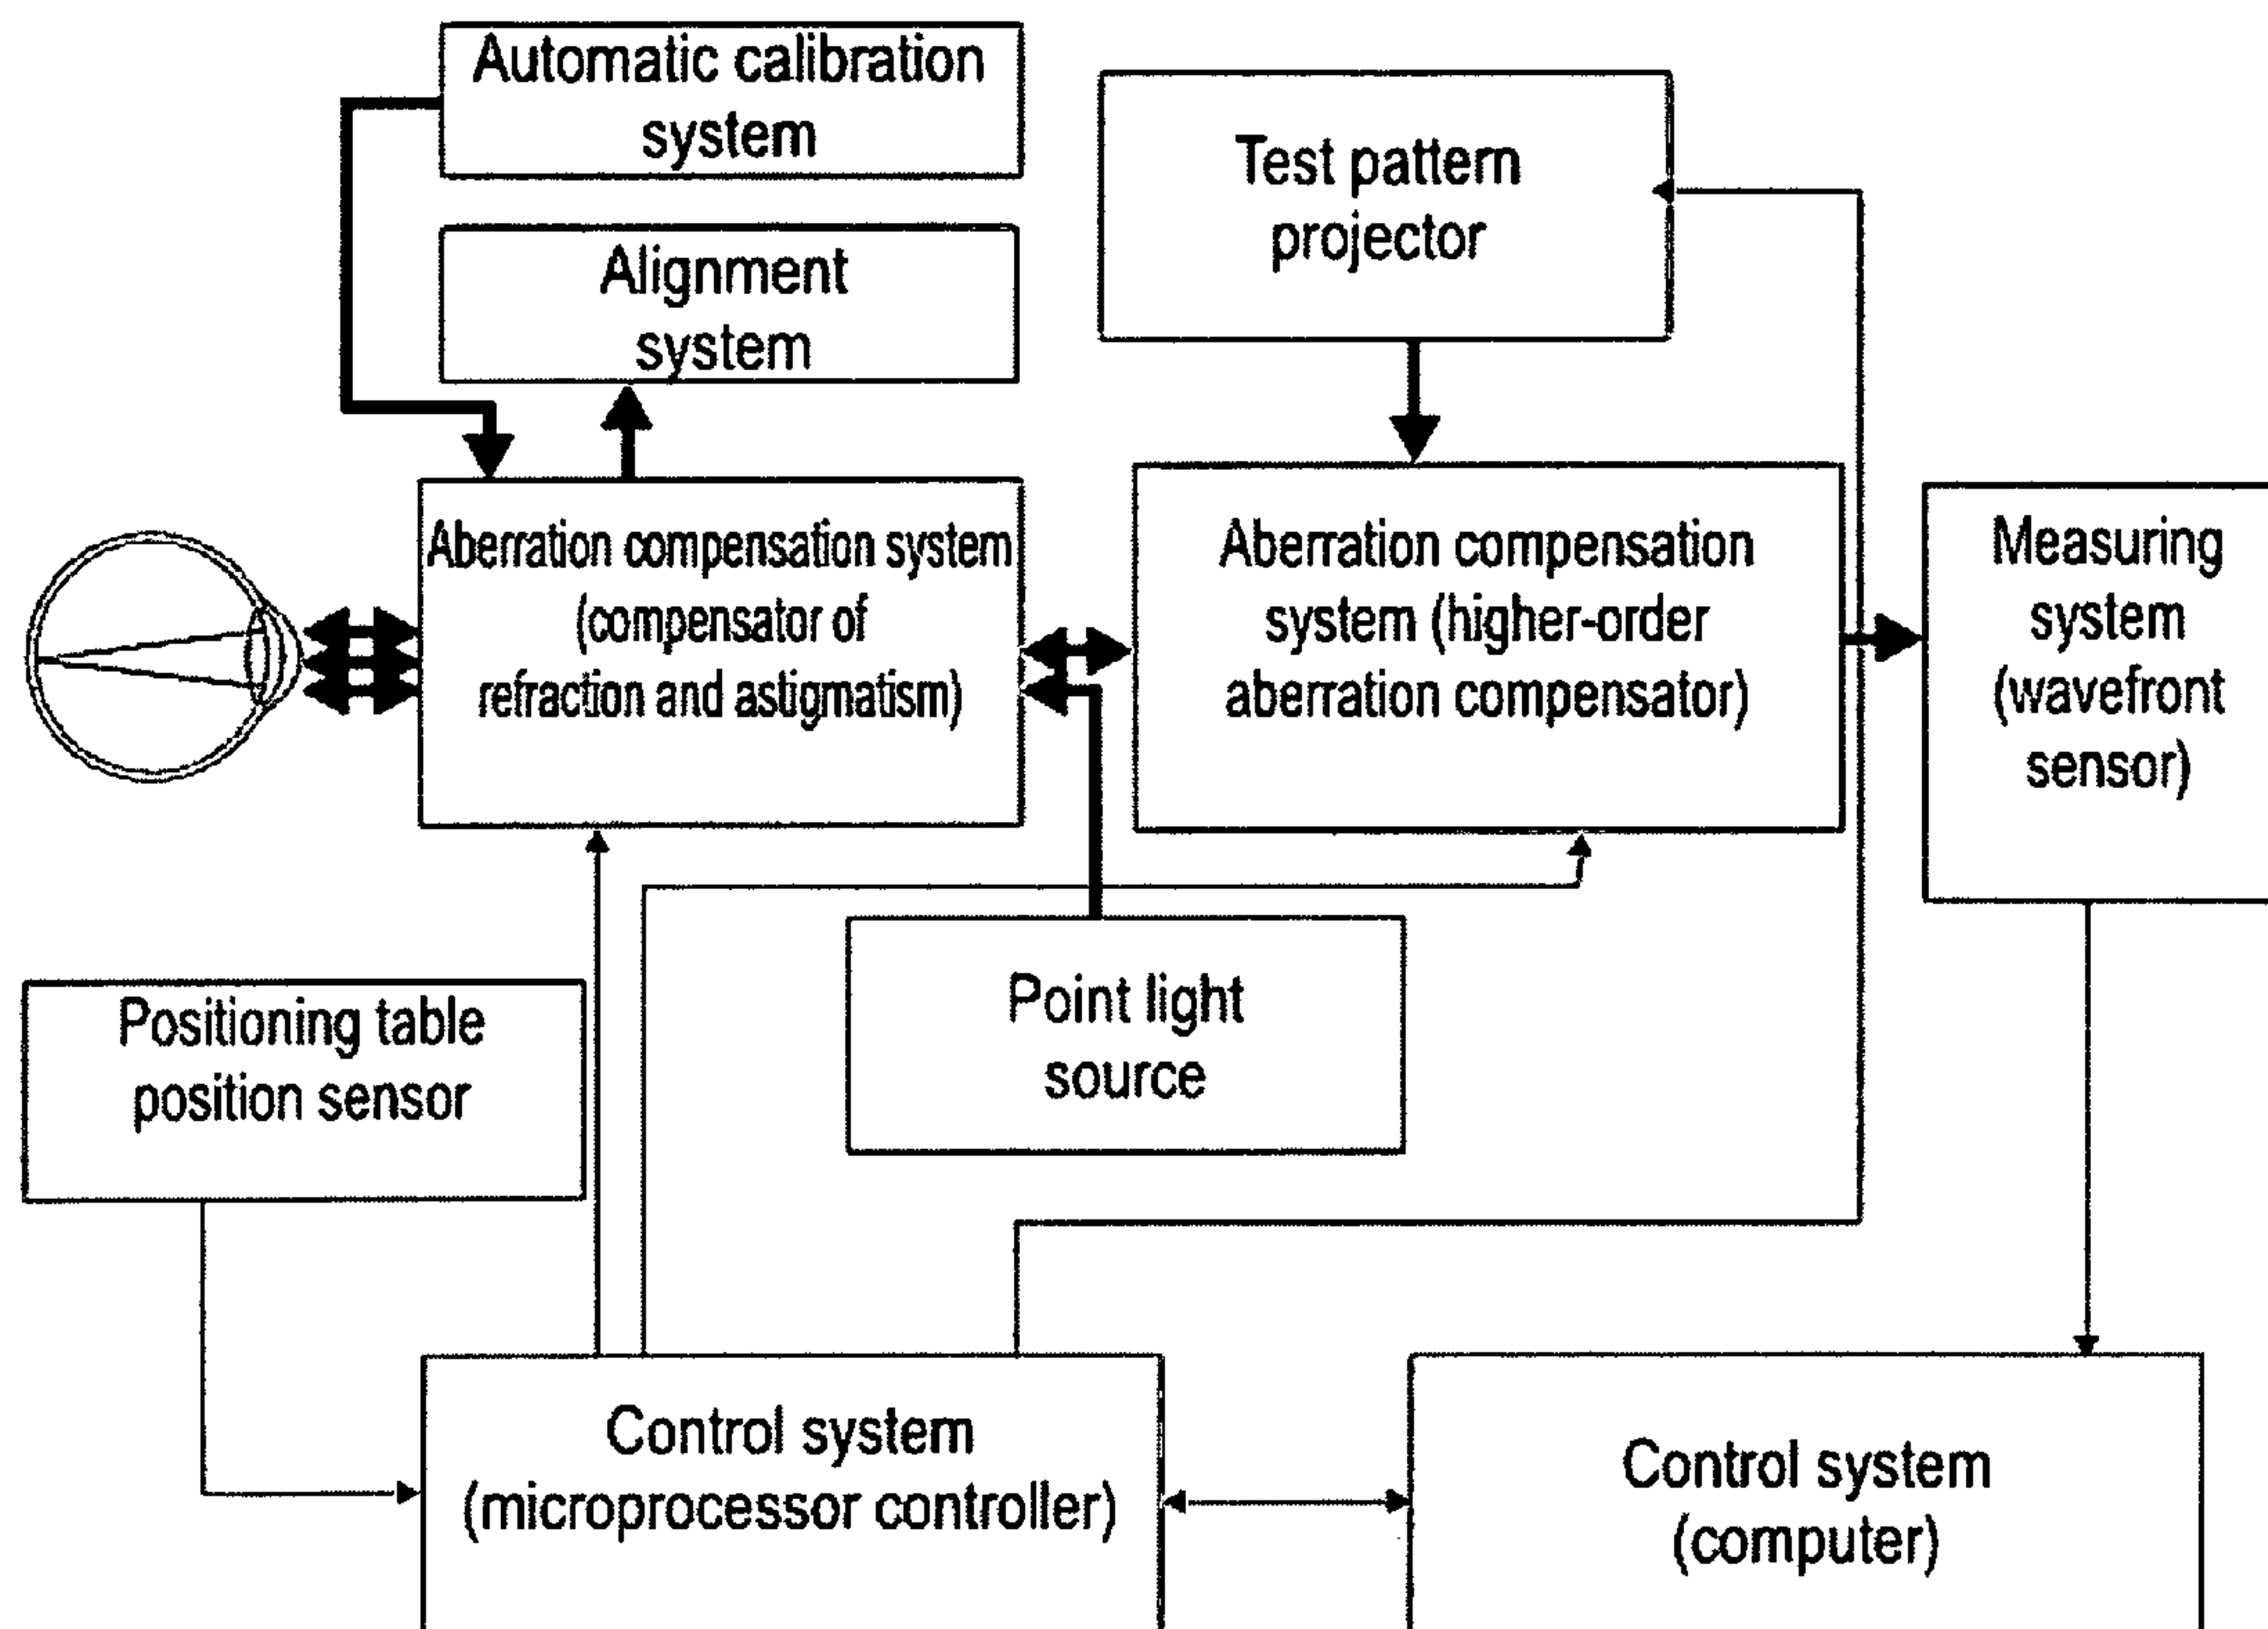 Automatic calibration
system
Alignment
system
Test pattern
projector
Aberration compensation system
(compensator of
refraction and astigmatism)
Aberration compensation
system (higher-order
aberration compensator)
Measuring
system
(wavefront
sensor)
Positioning table
position sensor
Point light
source
Control system
(microprocessor controller)
Control system
(computer)